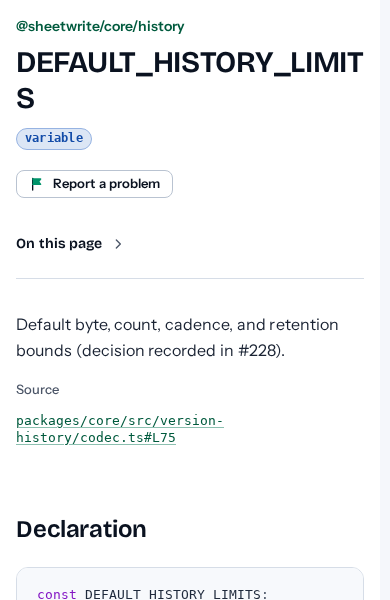 @sheetwrite/core/history
DEFAULT_HISTORY_LIMIT
S
variable
Report a problem
On this page
Default byte, count, cadence, and retention
bounds (decision recorded in #228).
Source
packages/core/src/version-
history/codec.ts#L75
Declaration
const DEFAULT_HISTORY_LIMITS: